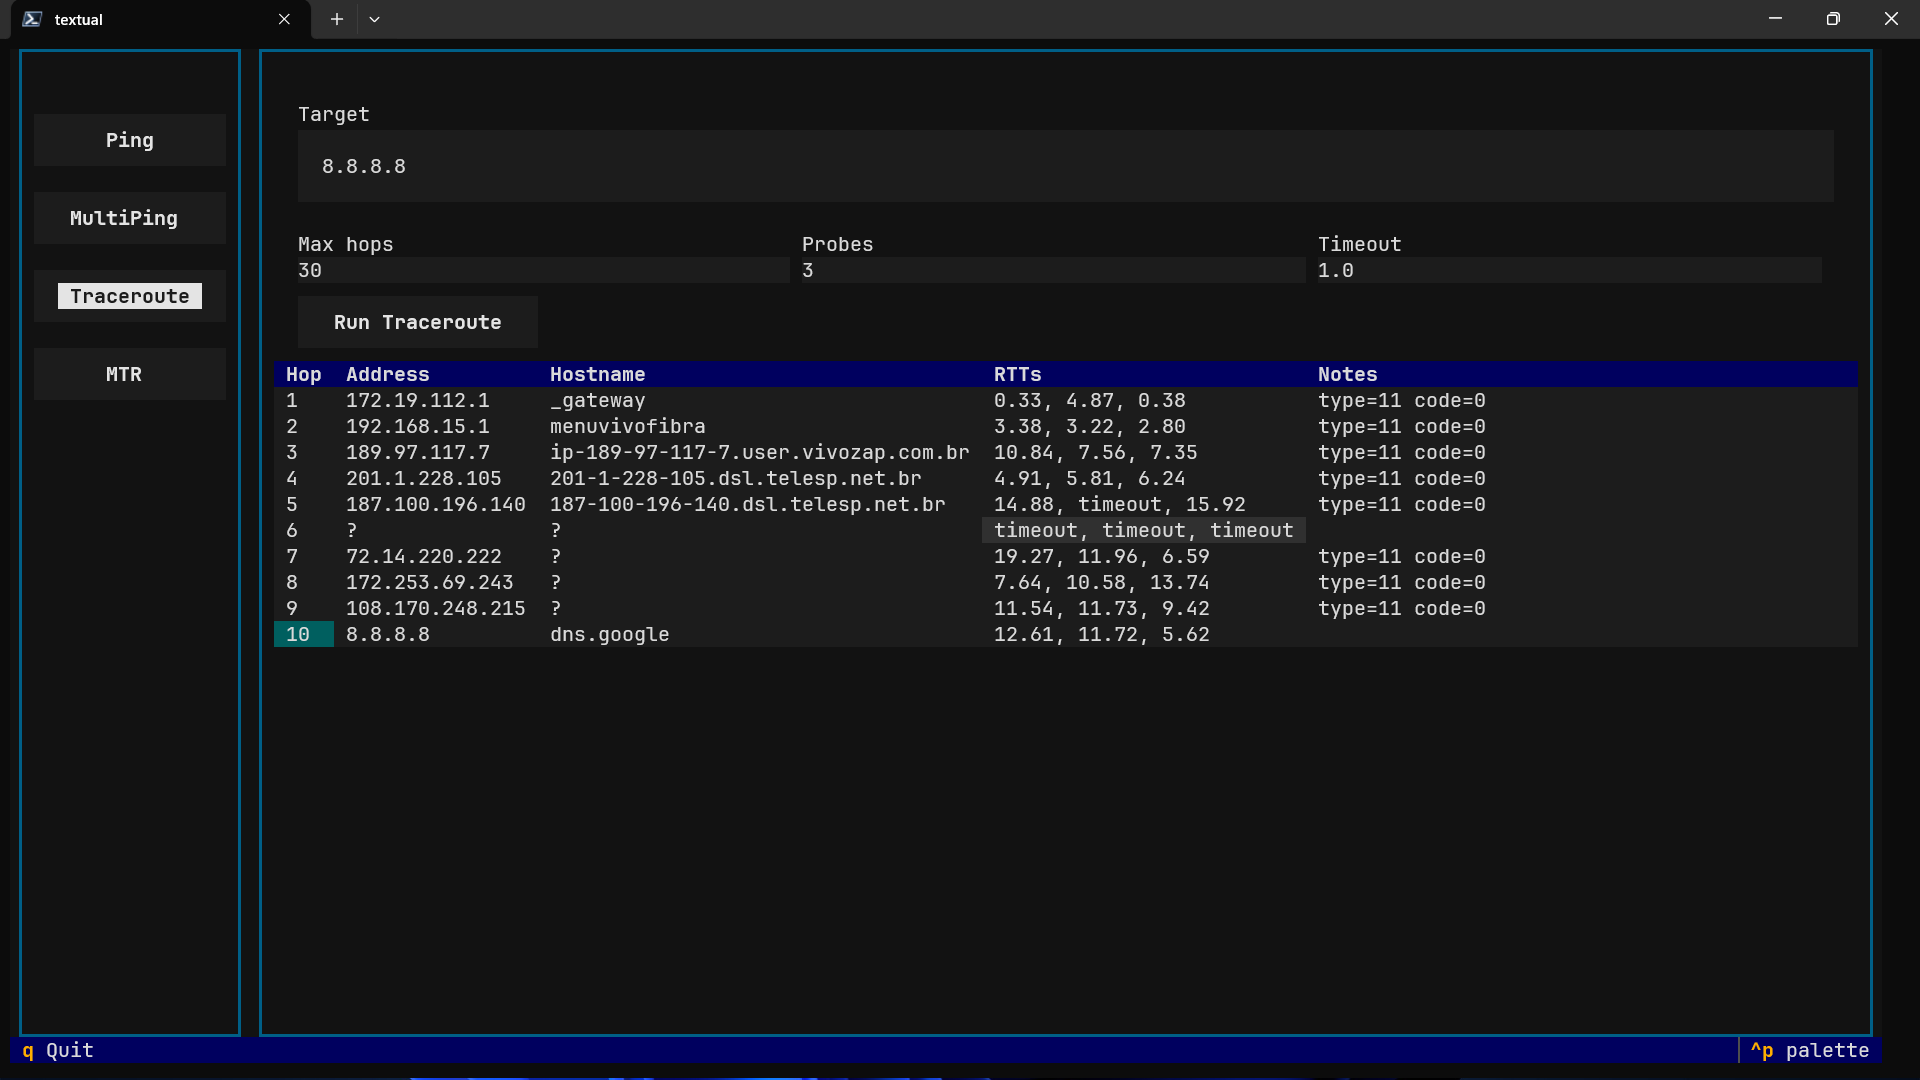 textual
Ping
MultiPing
Traceroute
MTR
Target
8.8.8.8
Max hops Probes Timeout
30 3 1.0
Run Traceroute
Hop Address Hostname RTTs Notes
1 172.19.112.1 _gateway 0.33, 4.87, 0.38 type=11 code=0
2 192.168.15.1 menuvivofibra 3.38, 3.22, 2.80 type=11 code=0
3 189.97.117.7 ip-189-97-117-7.user.vivozap.com.br 10.84, 7.56, 7.35 type=11 code=0
4 201.1.228.105 201-1-228-105.dsl.telesp.net.br 4.91, 5.81, 6.24 type=11 code=0
5 187.100.196.140 187-100-196-140.dsl.telesp.net.br 14.88, timeout, 15.92 type=11 code=0
6 ? ? timeout, timeout, timeout
7 72.14.220.222 ? 19.27, 11.96, 6.59 type=11 code=0
8 172.253.69.243 ? 7.64, 10.58, 13.74 type=11 code=0
9 108.170.248.215 ? 11.54, 11.73, 9.42 type=11 code=0
10 8.8.8.8 dns.google 12.61, 11.72, 5.62
q Quit ^p palette